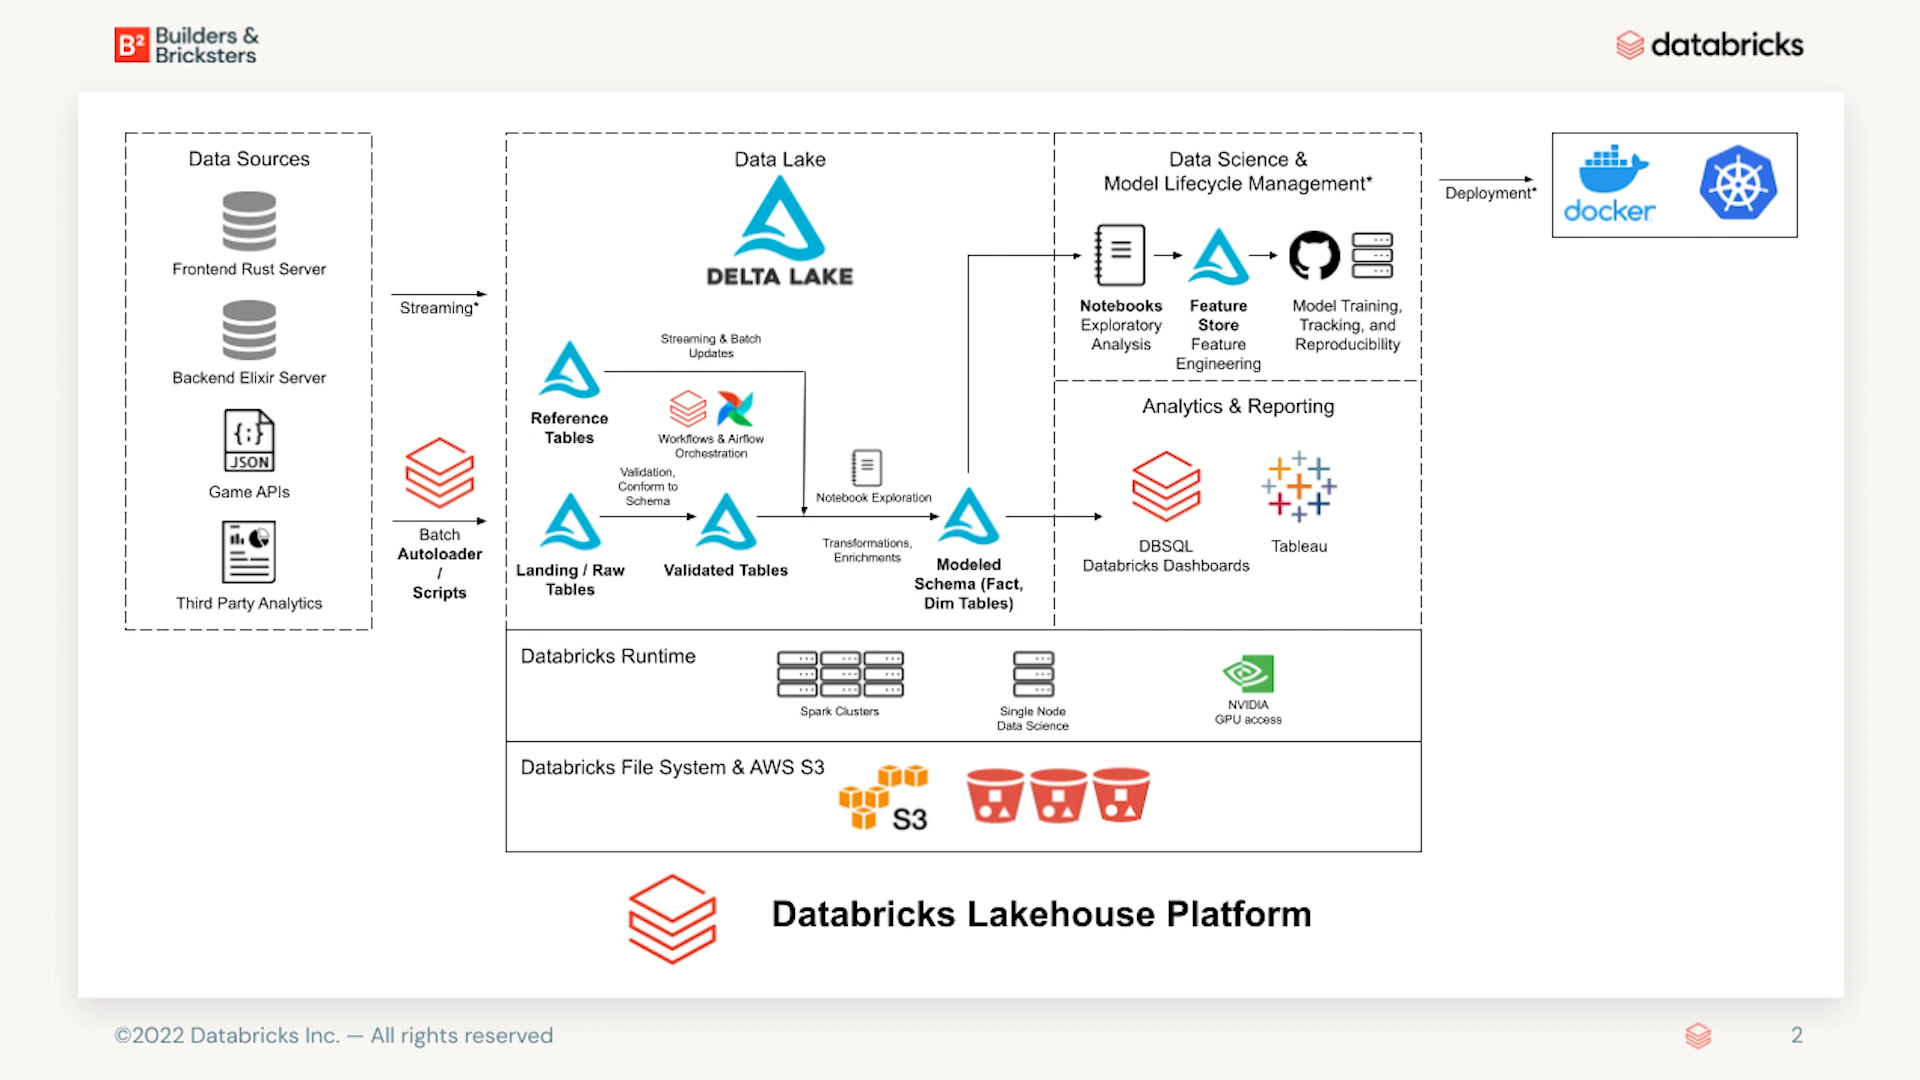 B² Builders &
Bricksters
databricks
Data Sources
Frontend Rust Server
Backend Elixir Server
{;}
JSON
Game APIs
Third Party Analytics
Streaming*
Batch
Autoloader
/
Scripts
Data Lake
DELTA LAKE
Streaming & Batch
Updates
Reference
Tables
Workflows & Airflow
Orchestration
Validation,
Conform to
Schema
Notebook Exploration
Transformations,
Enrichments
Landing / Raw
Tables
Validated Tables
Modeled
Schema (Fact,
Dim Tables)
Data Science &
Model Lifecycle Management*
Notebooks
Exploratory
Analysis
Feature
Store
Feature
Engineering
Model Training,
Tracking, and
Reproducibility
Analytics & Reporting
DBSQL
Databricks Dashboards
Tableau
Deployment*
docker
Databricks Runtime
Spark Clusters
Single Node
Data Science
NVIDIA
GPU access
Databricks File System & AWS S3
S3
Databricks Lakehouse Platform
©2022 Databricks Inc. — All rights reserved
2